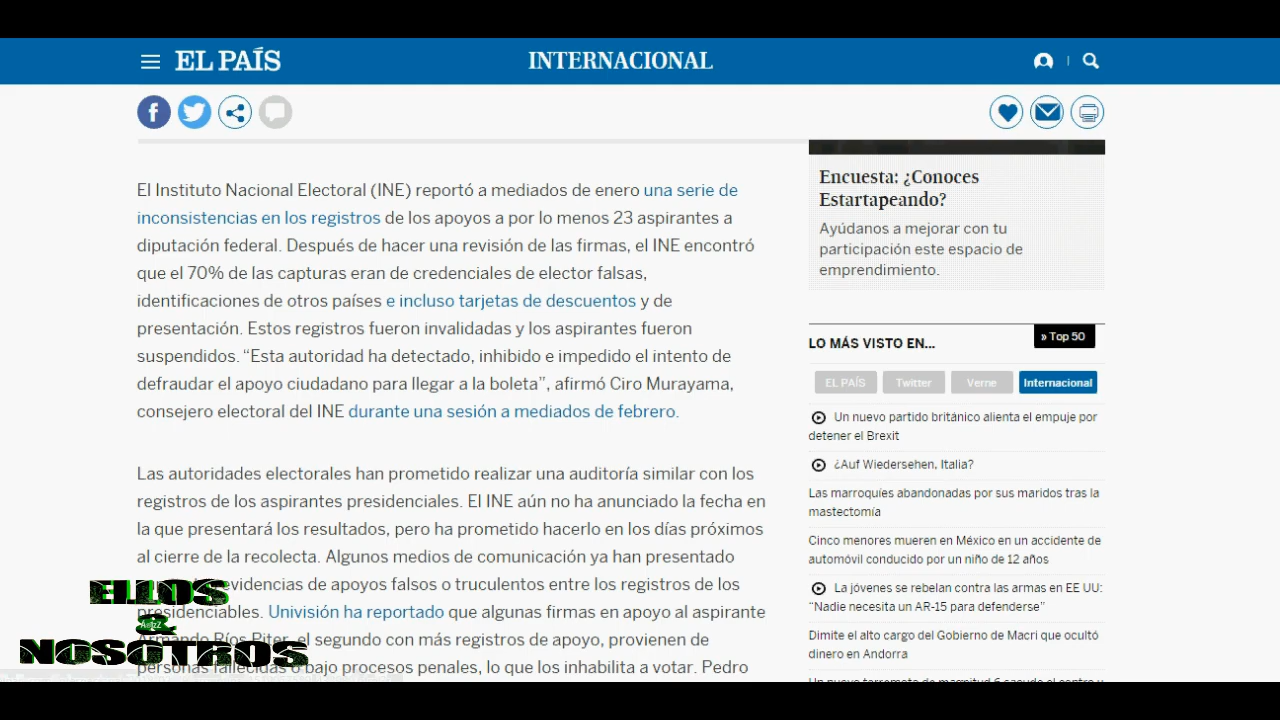 EL PAÍS
INTERNACIONAL
El Instituto Nacional Electoral (INE) reportó a mediados de enero una serie de
inconsistencias en los registros de los apoyos a por lo menos 23 aspirantes a
diputación federal. Después de hacer una revisión de las firmas, el INE encontró
que el 70% de las capturas eran de credenciales de elector falsas,
identificaciones de otros países e incluso tarjetas de descuentos y de
presentación. Estos registros fueron invalidadas y los aspirantes fueron
suspendidos. “Esta autoridad ha detectado, inhibido e impedido el intento de
defraudar el apoyo ciudadano para llegar a la boleta”, afirmó Ciro Murayama,
consejero electoral del INE durante una sesión a mediados de febrero.
Las autoridades electorales han prometido realizar una auditoría similar con los
registros de los aspirantes presidenciales. El INE aún no ha anunciado la fecha en
la que presentará los resultados, pero ha prometido hacerlo en los días próximos
al cierre de la recolecta. Algunos medios de comunicación ya han presentado
evidencias de apoyos falsos o truculentos entre los registros de los
presidenciables. Univisión ha reportado que algunas firmas en apoyo al aspirante
Armando Ríos Piter, el segundo con más registros de apoyo, provienen de
personas fallecidas o bajo procesos penales, lo que los inhabilita a votar. Pedro
ELLOS
&
NOSOTROS
Encuesta: ¿Conoces
Estartapeando?
Ayúdanos a mejorar con tu
participación este espacio de
emprendimiento.
LO MÁS VISTO EN...
» Top 50
EL PAÍS
Twitter
Verne
Internacional
Un nuevo partido británico alienta el empuje por
detener el Brexit
¿Auf Wiedersehen, Italia?
Las marroquíes abandonadas por sus maridos tras la
mastectomía
Cinco menores mueren en México en un accidente de
automóvil conducido por un niño de 12 años
La jóvenes se rebelan contra las armas en EE UU:
“Nadie necesita un AR-15 para defenderse”
Dimite el alto cargo del Gobierno de Macri que ocultó
dinero en Andorra